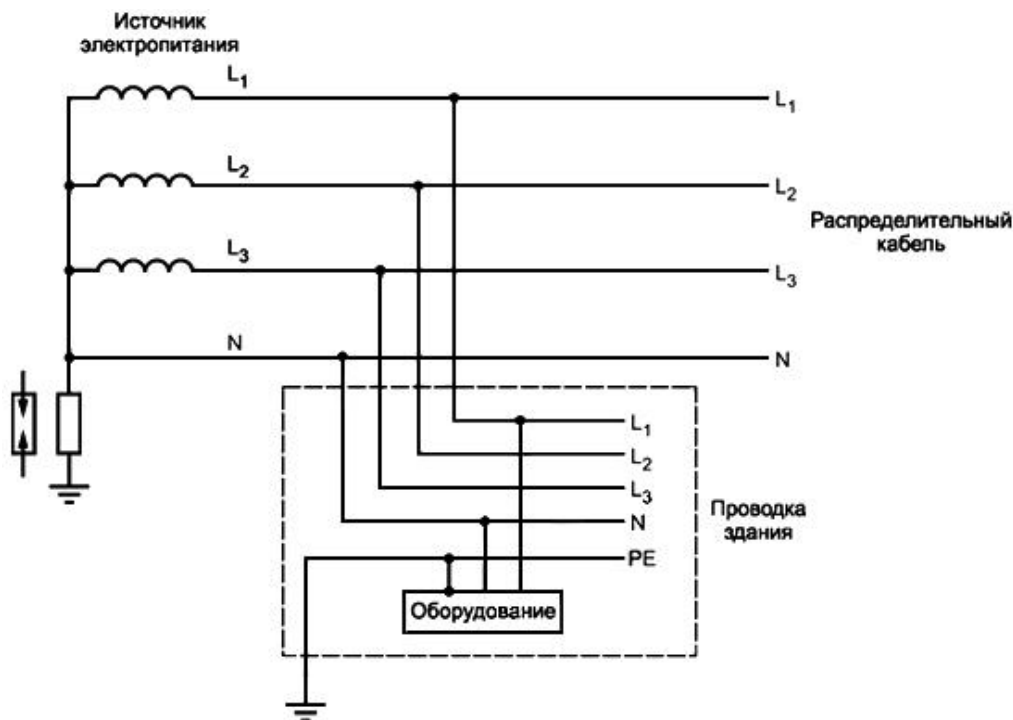 Источник
электропитания
L₁
L₁
L₂
L₂
Распределительный
кабель
L₃
L₃
N
N
L₁
L₂
L₃
N
Проводка
здания
PE
Оборудование